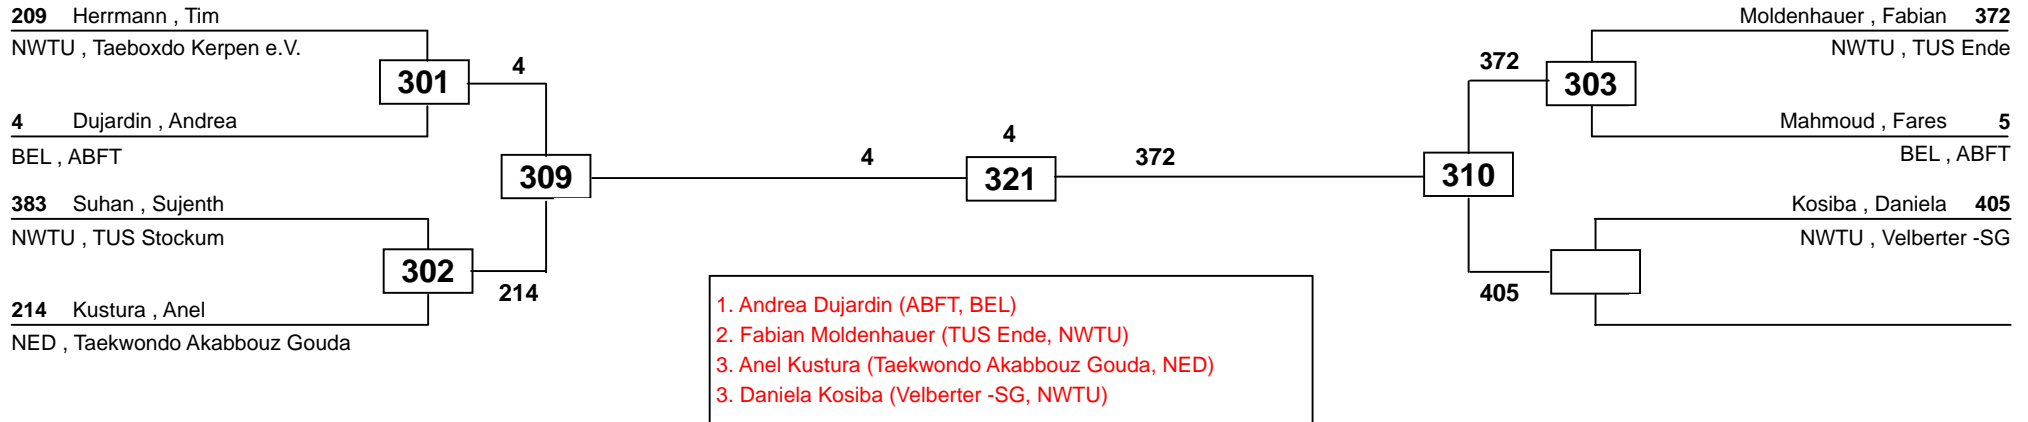 209 Herrmann , Tim
NWTU , Taeboxdo Kerpen e.V.
301
4
4 Dujardin , Andrea
BEL , ABFT
309
383 Suhan , Sujenth
NWTU , TUS Stockum
302
214
214 Kustura , Anel
NED , Taekwondo Akabbouz Gouda
4
4
321
372
Moldenhauer , Fabian 372
NWTU , TUS Ende
372
303
Mahmoud , Fares 5
BEL , ABFT
310
Kosiba , Daniela 405
NWTU , Velberter -SG
405
1. Andrea Dujardin (ABFT, BEL)
2. Fabian Moldenhauer (TUS Ende, NWTU)
3. Anel Kustura (Taekwondo Akabbouz Gouda, NED)
3. Daniela Kosiba (Velberter -SG, NWTU)